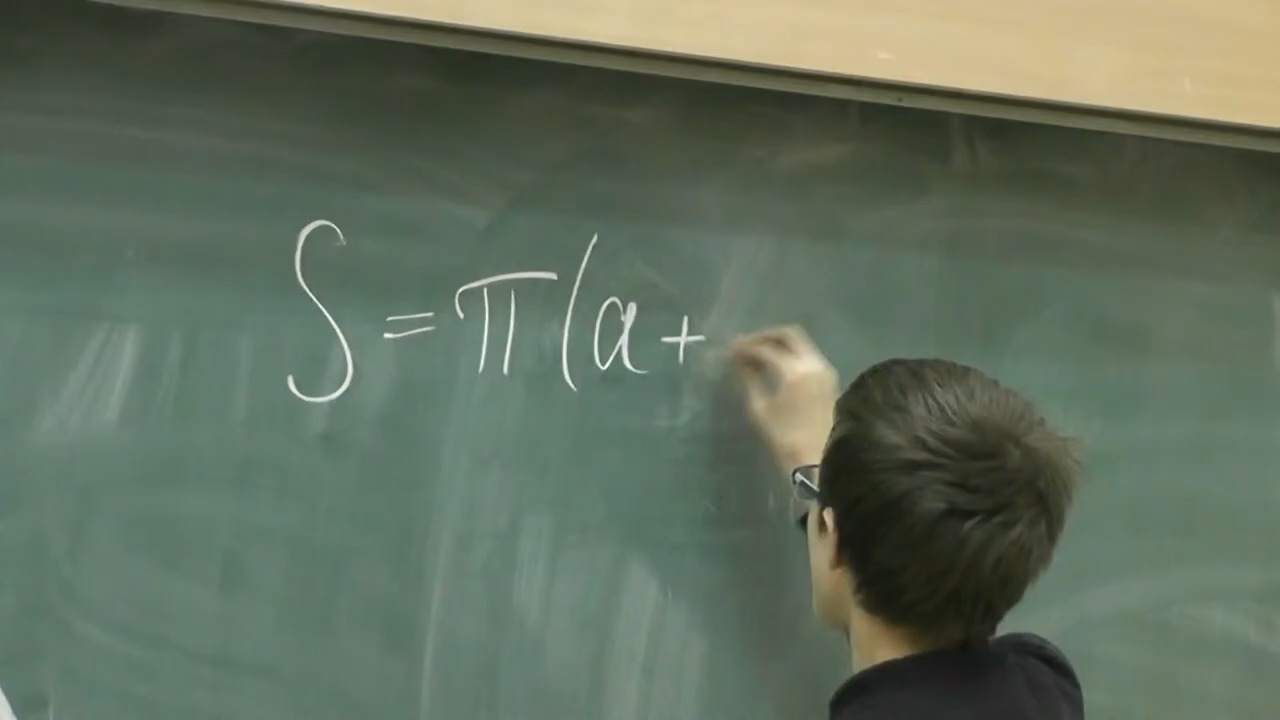 S = π (a +